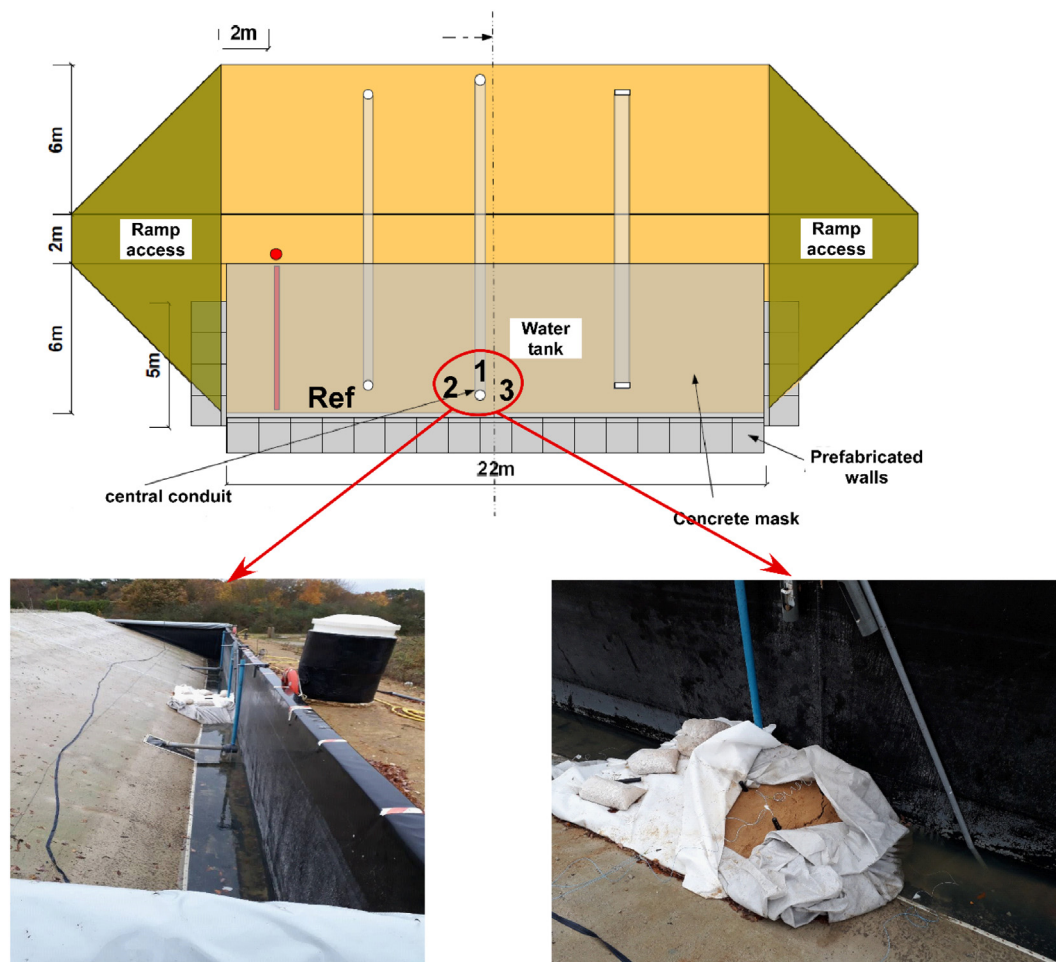 2m
6m
Ramp
access
2m
Ramp
access
6m
5m
Water
tank
1
2
3
Ref
Prefabricated
walls
22m
central conduit
Concrete mask